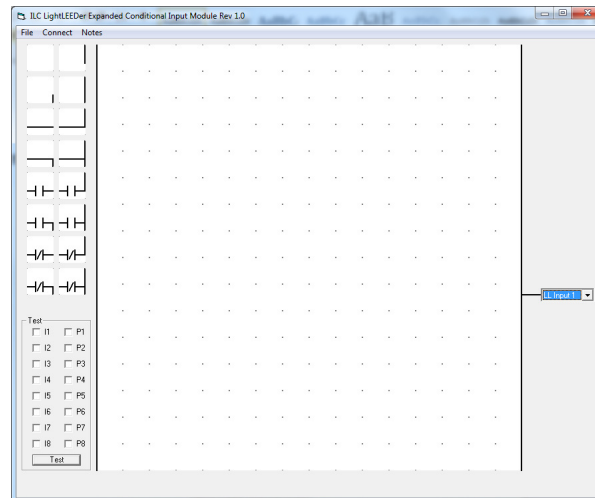 ILC LightLEEDer Expanded Conditional Input Module Rev 1.0
File Connect Notes
LL Input 1
Test
I1 P1
I2 P2
I3 P3
I4 P4
I5 P5
I6 P6
I7 P7
I8 P8
Test